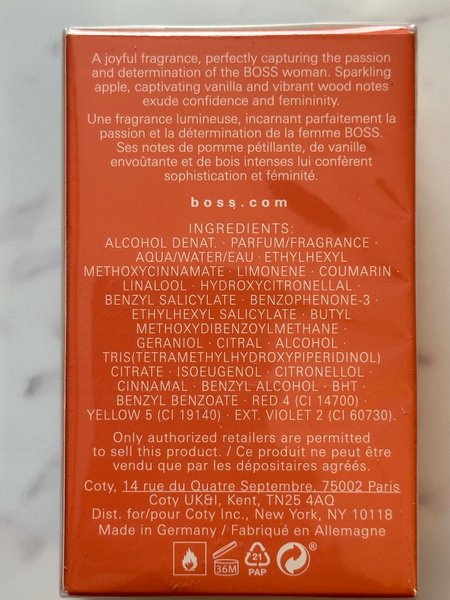 A joyful fragrance, perfectly capturing the passion
and determination of the BOSS woman. Sparkling
apple, captivating vanilla and vibrant wood notes
exude confidence and femininity.
Une fragrance lumineuse, incarnant parfaitement la
passion et la détermination de la femme BOSS.
Ses notes de pomme pétillante, de vanille
envoûtante et de bois intenses lui confèrent
sophistication et féminité.
boss.com
INGREDIENTS:
ALCOHOL DENAT. · PARFUM/FRAGRANCE ·
AQUA/WATER/EAU · ETHYLHEXYL
METHOXYCINNAMATE · LIMONENE · COUMARIN
LINALOOL · HYDROXYCITRONELLAL ·
BENZYL SALICYLATE · BENZOPHENONE-3 ·
ETHYLHEXYL SALICYLATE · BUTYL
METHOXYDIBENZOYLMETHANE ·
GERANIOL · CITRAL · ALCOHOL ·
TRIS(TETRAMETHYLHYDROXYPIPERIDINOL)
CITRATE · ISOEUGENOL · CITRONELLOL ·
CINNAMAL · BENZYL ALCOHOL · BHT ·
BENZYL BENZOATE · RED 4 (CI 14700) ·
YELLOW 5 (CI 19140) · EXT. VIOLET 2 (CI 60730).
Only authorized retailers are permitted
to sell this product. / Ce produit ne peut être
vendu que par les dépositaires agréés.
Coty, 14 rue du Quatre Septembre, 75002 Paris
Coty UK&I, Kent, TN25 4AQ
Dist. for/pour Coty Inc., New York, NY 10118
Made in Germany / Fabriqué en Allemagne
36M
21
PAP
®